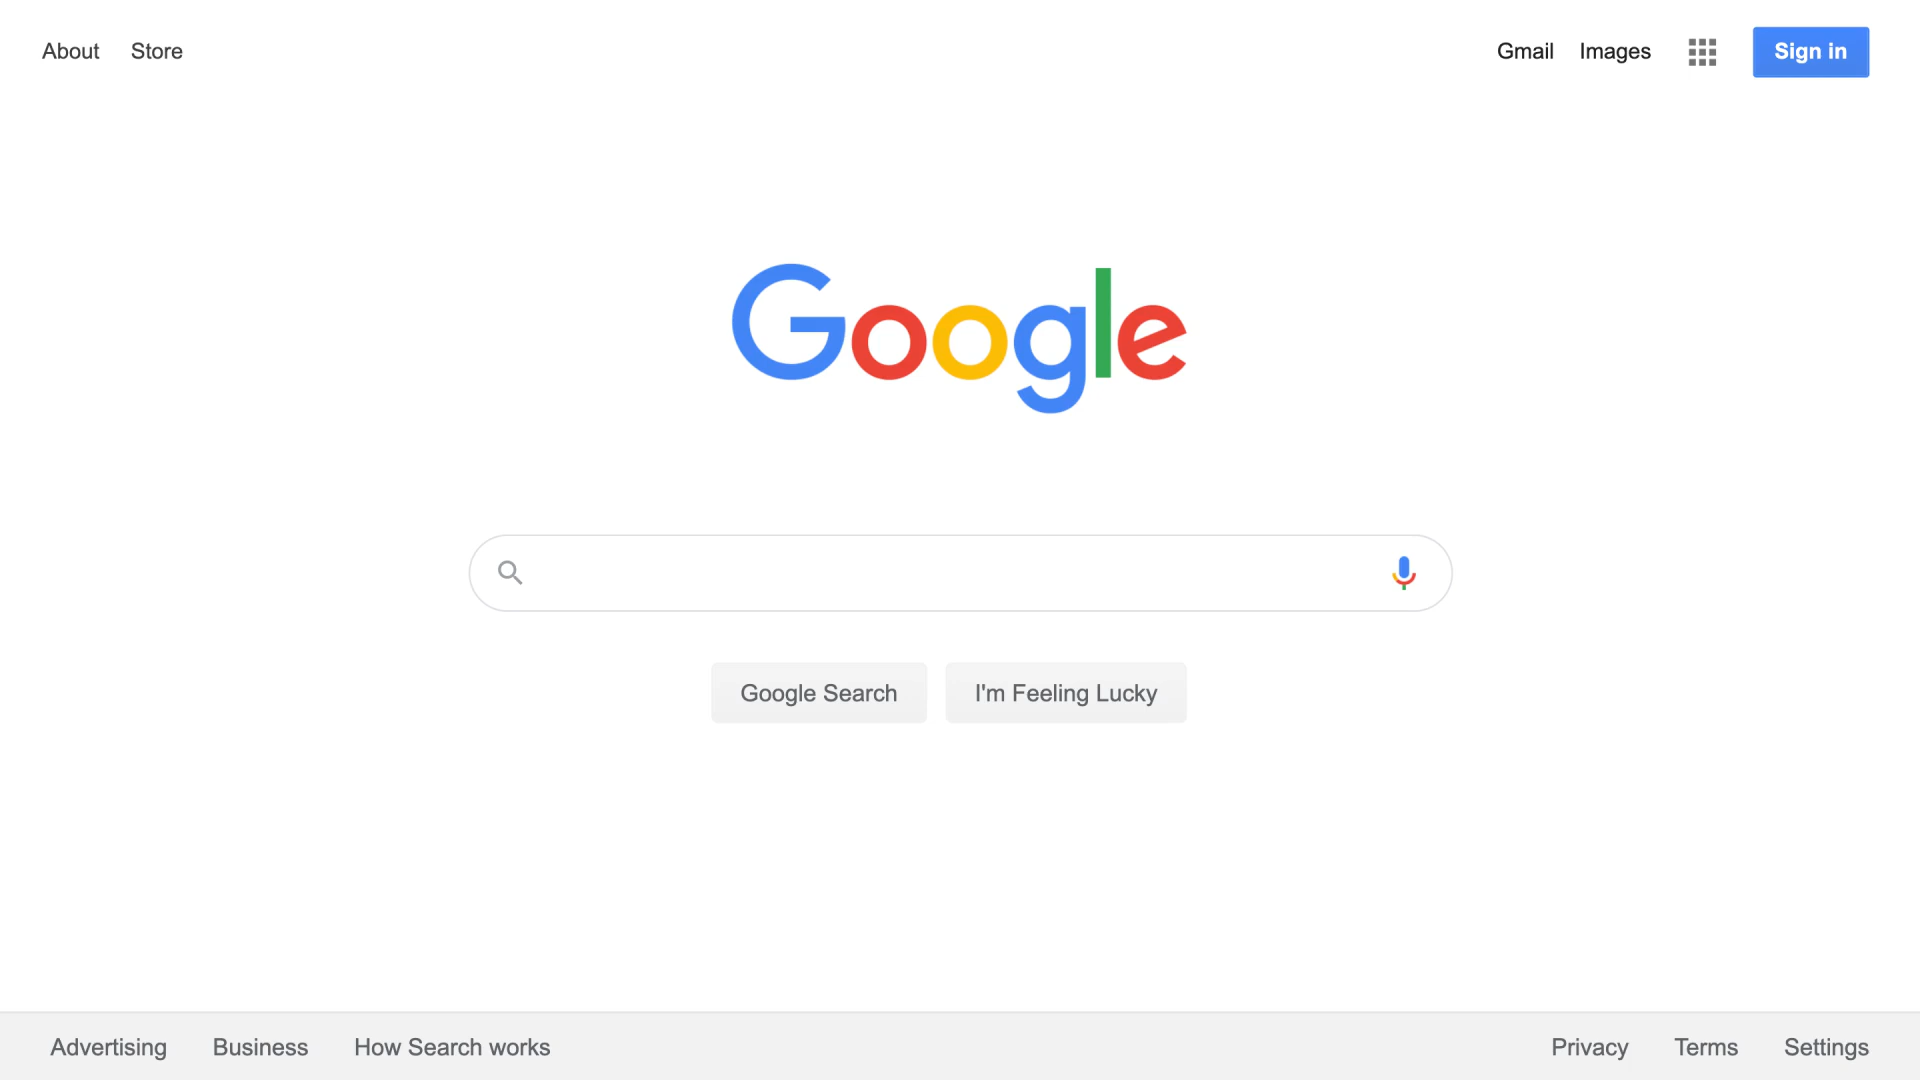 About Store Gmail Images Sign in
Google
Google Search I'm Feeling Lucky
Advertising Business How Search works Privacy Terms Settings